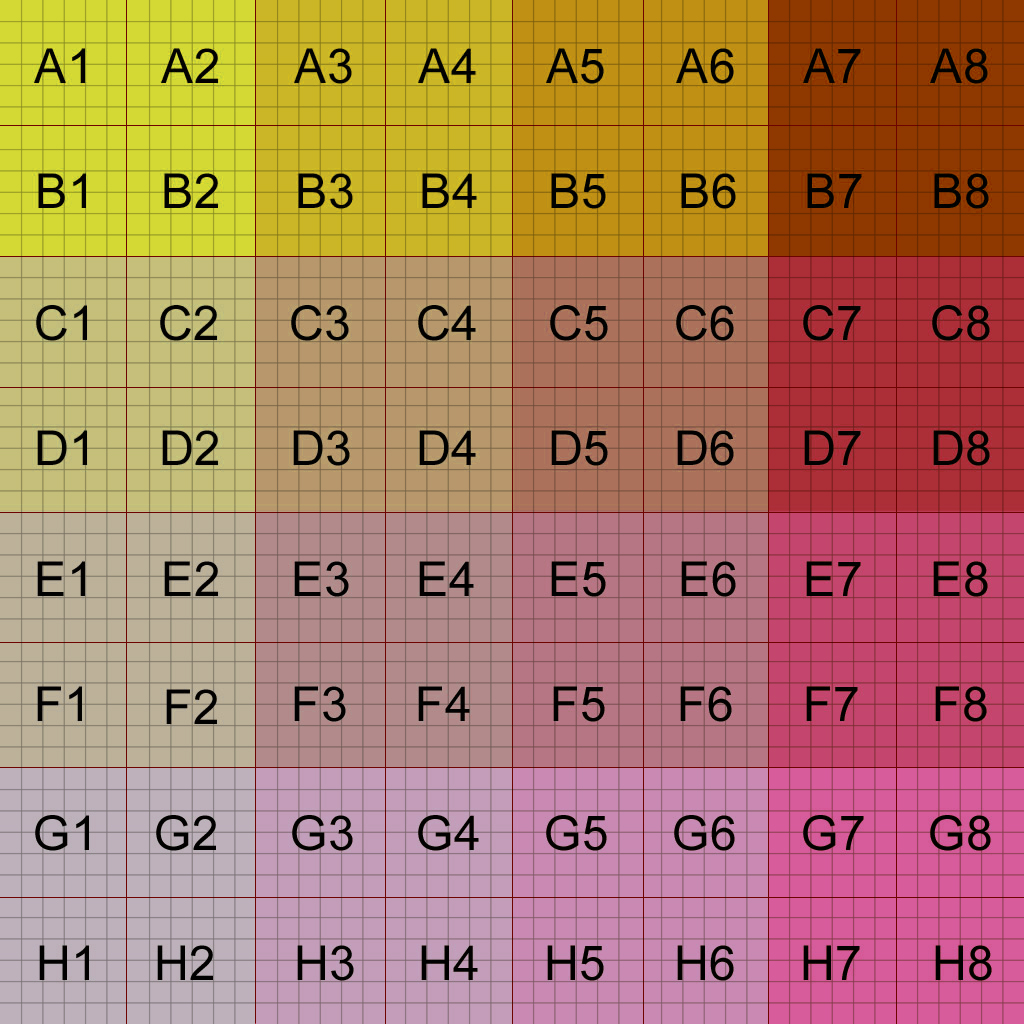 A1 A2 A3 A4 A5 A6 A7 A8
B1 B2 B3 B4 B5 B6 B7 B8
C1 C2 C3 C4 C5 C6 C7 C8
D1 D2 D3 D4 D5 D6 D7 D8
E1 E2 E3 E4 E5 E6 E7 E8
F1 F2 F3 F4 F5 F6 F7 F8
G1 G2 G3 G4 G5 G6 G7 G8
H1 H2 H3 H4 H5 H6 H7 H8